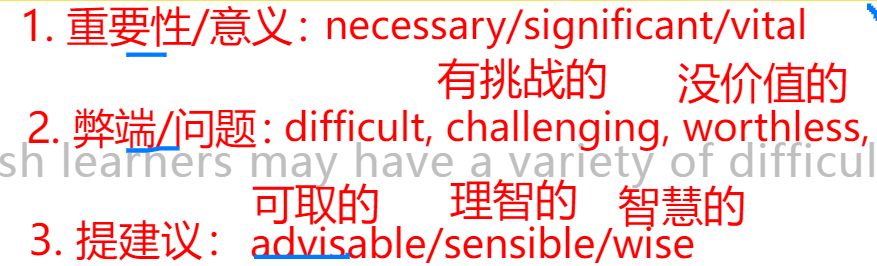 1. 重要性/意义：necessary/significant/vital
有挑战的 没价值的
2. 弊端/问题：difficult, challenging, worthless,
sh learners may have a variety of difficul
可取的 理智的 智慧的
3. 提建议： advisable/sensible/wise